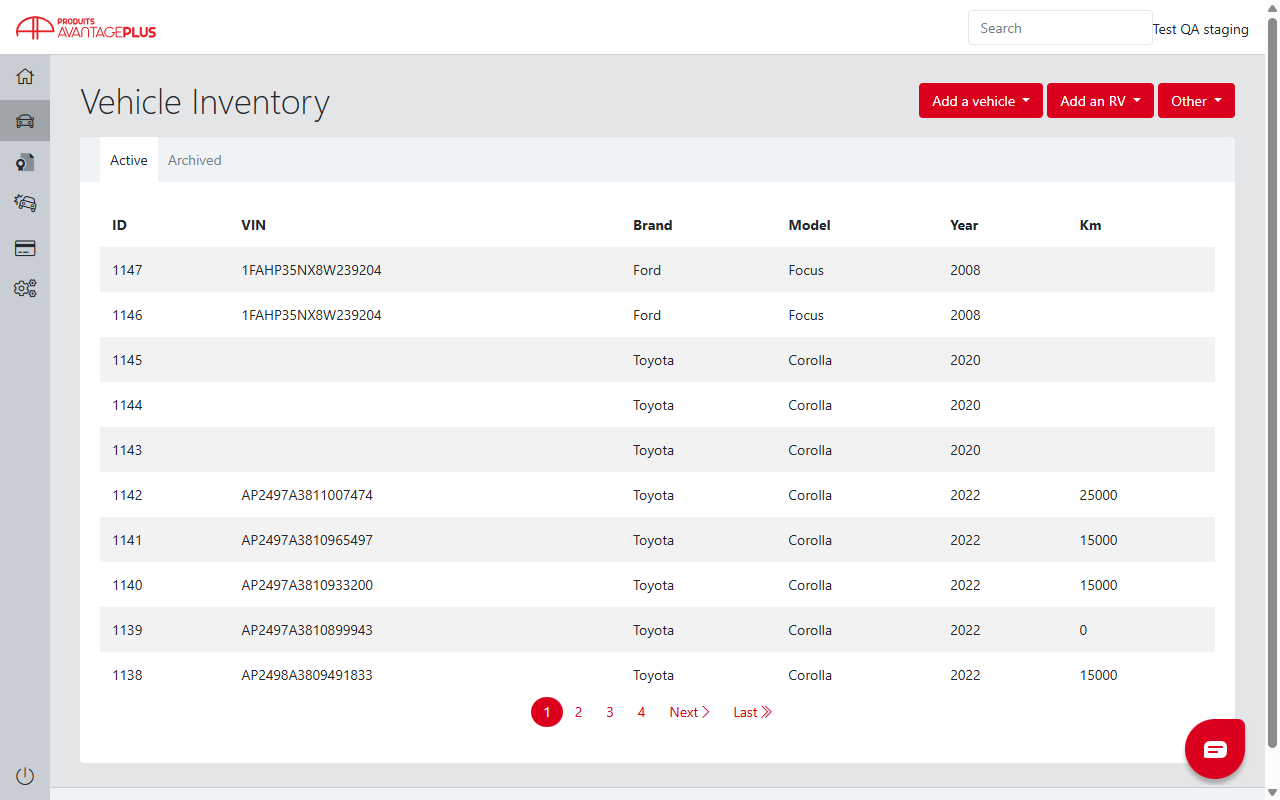 PRODUITS
AVANTAGEPLUS
Search
Test QA staging
Vehicle Inventory
Add a vehicle
Add an RV
Other
Active
Archived
ID VIN Brand Model Year Km
1147 1FAHP35NX8W239204 Ford Focus 2008
1146 1FAHP35NX8W239204 Ford Focus 2008
1145 Toyota Corolla 2020
1144 Toyota Corolla 2020
1143 Toyota Corolla 2020
1142 AP2497A3811007474 Toyota Corolla 2022 25000
1141 AP2497A3810965497 Toyota Corolla 2022 15000
1140 AP2497A3810933200 Toyota Corolla 2022 15000
1139 AP2497A3810899943 Toyota Corolla 2022 0
1138 AP2498A3809491833 Toyota Corolla 2022 15000
1 2 3 4 Next Last